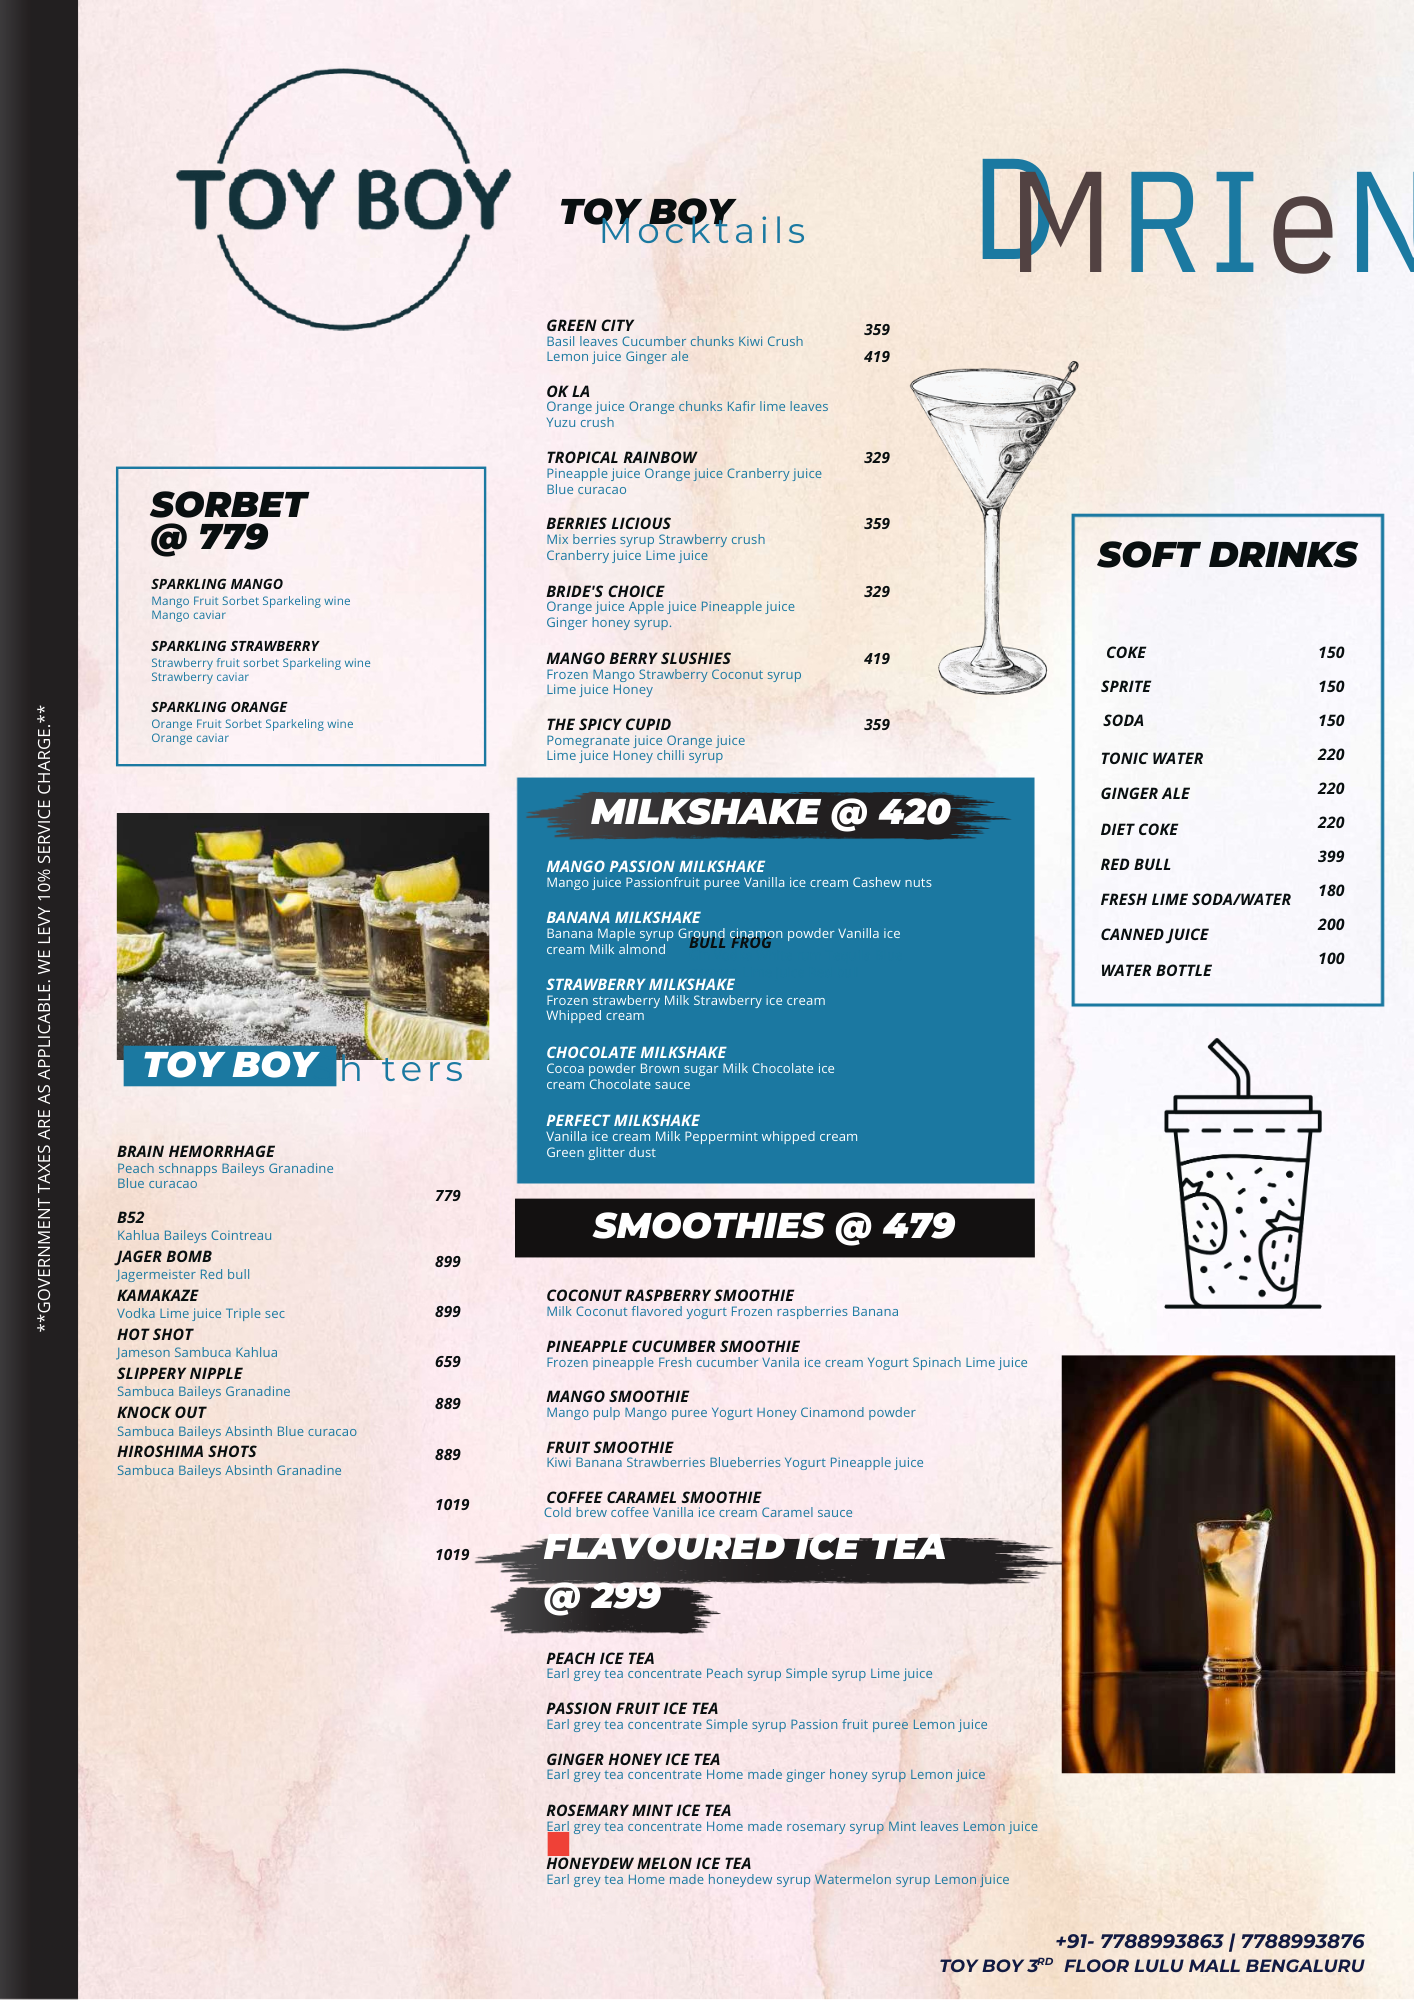 **GOVERNMENT TAXES ARE AS APPLICABLE. WE LEVY 10% SERVICE CHARGE.**
TOY BOY
SORBET
@ 779
SPARKLING MANGO
Mango Fruit Sorbet Sparkeling wine
Mango caviar
SPARKLING STRAWBERRY
Strawberry fruit sorbet Sparkeling wine
Strawberry caviar
SPARKLING ORANGE
Orange Fruit Sorbet Sparkeling wine
Orange caviar
TOY BOY h ters
BRAIN HEMORRHAGE
Peach schnapps Baileys Granadine
Blue curacao
779
B52
Kahlua Baileys Cointreau
JAGER BOMB 899
Jagermeister Red bull
KAMAKAZE
Vodka Lime juice Triple sec 899
HOT SHOT
Jameson Sambuca Kahlua
659
SLIPPERY NIPPLE
Sambuca Baileys Granadine
889
KNOCK OUT
Sambuca Baileys Absinth Blue curacao
HIROSHIMA SHOTS 889
Sambuca Baileys Absinth Granadine
1019
1019
TOY BOY
Mocktails
GREEN CITY 359
Basil leaves Cucumber chunks Kiwi Crush
Lemon juice Ginger ale 419
OK LA
Orange juice Orange chunks Kafir lime leaves
Yuzu crush
TROPICAL RAINBOW 329
Pineapple juice Orange juice Cranberry juice
Blue curacao
BERRIES LICIOUS 359
Mix berries syrup Strawberry crush
Cranberry juice Lime juice
BRIDE'S CHOICE 329
Orange juice Apple juice Pineapple juice
Ginger honey syrup.
MANGO BERRY SLUSHIES 419
Frozen Mango Strawberry Coconut syrup
Lime juice Honey
THE SPICY CUPID 359
Pomegranate juice Orange juice
Lime juice Honey chilli syrup
MILKSHAKE @ 420
MANGO PASSION MILKSHAKE
Mango juice Passionfruit puree Vanilla ice cream Cashew nuts
BANANA MILKSHAKE
Banana Maple syrup Ground cinamon powder Vanilla ice
BULL FROG
cream Milk almond
STRAWBERRY MILKSHAKE
Frozen strawberry Milk Strawberry ice cream
Whipped cream
CHOCOLATE MILKSHAKE
Cocoa powder Brown sugar Milk Chocolate ice
cream Chocolate sauce
PERFECT MILKSHAKE
Vanilla ice cream Milk Peppermint whipped cream
Green glitter dust
SMOOTHIES @ 479
COCONUT RASPBERRY SMOOTHIE
Milk Coconut flavored yogurt Frozen raspberries Banana
PINEAPPLE CUCUMBER SMOOTHIE
Frozen pineapple Fresh cucumber Vanila ice cream Yogurt Spinach Lime juice
MANGO SMOOTHIE
Mango pulp Mango puree Yogurt Honey Cinamond powder
FRUIT SMOOTHIE
Kiwi Banana Strawberries Blueberries Yogurt Pineapple juice
COFFEE CARAMEL SMOOTHIE
Cold brew coffee Vanilla ice cream Caramel sauce
FLAVOURED ICE TEA
@ 299
PEACH ICE TEA
Earl grey tea concentrate Peach syrup Simple syrup Lime juice
PASSION FRUIT ICE TEA
Earl grey tea concentrate Simple syrup Passion fruit puree Lemon juice
GINGER HONEY ICE TEA
Earl grey tea concentrate Home made ginger honey syrup Lemon juice
ROSEMARY MINT ICE TEA
Earl grey tea concentrate Home made rosemary syrup Mint leaves Lemon juice
HONEYDEW MELON ICE TEA
Earl grey tea Home made honeydew syrup Watermelon syrup Lemon juice
DMRIeN
SOFT DRINKS
COKE 150
SPRITE 150
SODA 150
TONIC WATER 220
GINGER ALE 220
DIET COKE 220
RED BULL 399
FRESH LIME SODA/WATER 180
CANNED JUICE 200
WATER BOTTLE 100
+91- 7788993863 | 7788993876
TOY BOY 3RD FLOOR LULU MALL BENGALURU